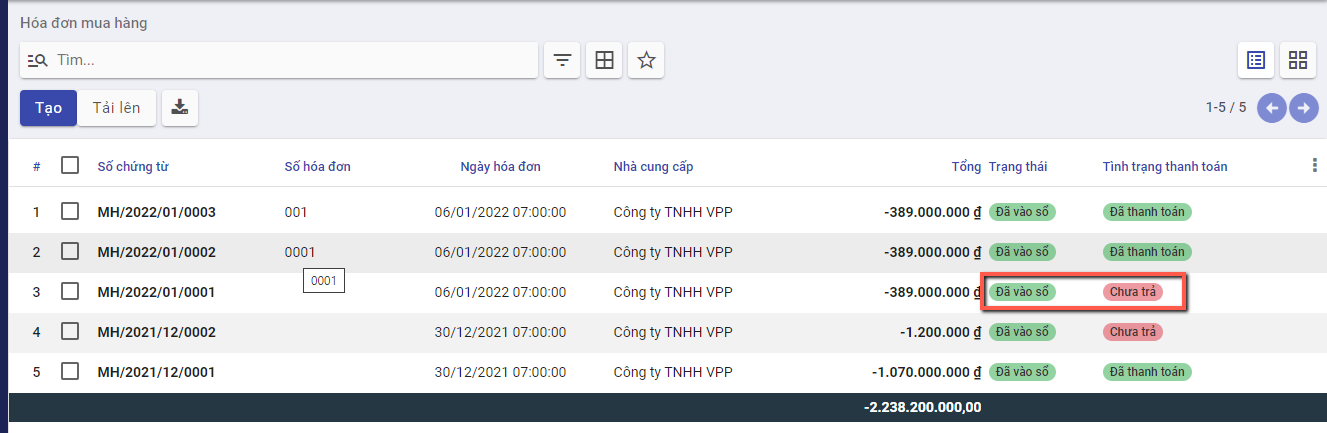 Hóa đơn mua hàng
Tìm...
Tạo Tải lên 1-5 / 5
# Số chứng từ Số hóa đơn Ngày hóa đơn Nhà cung cấp Tổng Trạng thái Tình trạng thanh toán
1 MH/2022/01/0003 001 06/01/2022 07:00:00 Công ty TNHH VPP -389.000.000 ₫ Đã vào sổ Đã thanh toán
2 MH/2022/01/0002 0001 06/01/2022 07:00:00 Công ty TNHH VPP -389.000.000 ₫ Đã vào sổ Đã thanh toán
0001
3 MH/2022/01/0001 06/01/2022 07:00:00 Công ty TNHH VPP -389.000.000 ₫ Đã vào sổ Chưa trả
4 MH/2021/12/0002 30/12/2021 07:00:00 Công ty TNHH VPP -1.200.000 ₫ Đã vào sổ Chưa trả
5 MH/2021/12/0001 30/12/2021 07:00:00 Công ty TNHH VPP -1.070.000.000 ₫ Đã vào sổ Đã thanh toán
-2.238.200.000,00